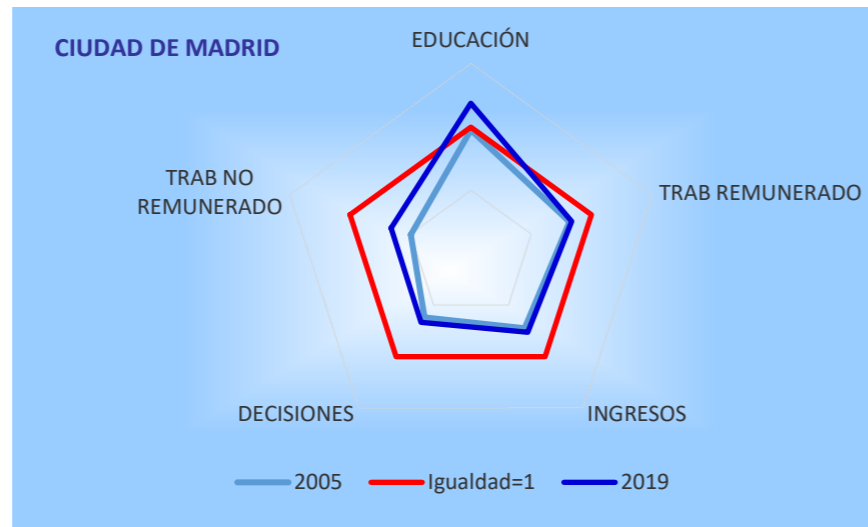 CIUDAD DE MADRID
EDUCACIÓN
TRAB NO
REMUNERADO
TRAB REMUNERADO
DECISIONES
INGRESOS
2005
Igualdad=1
2019